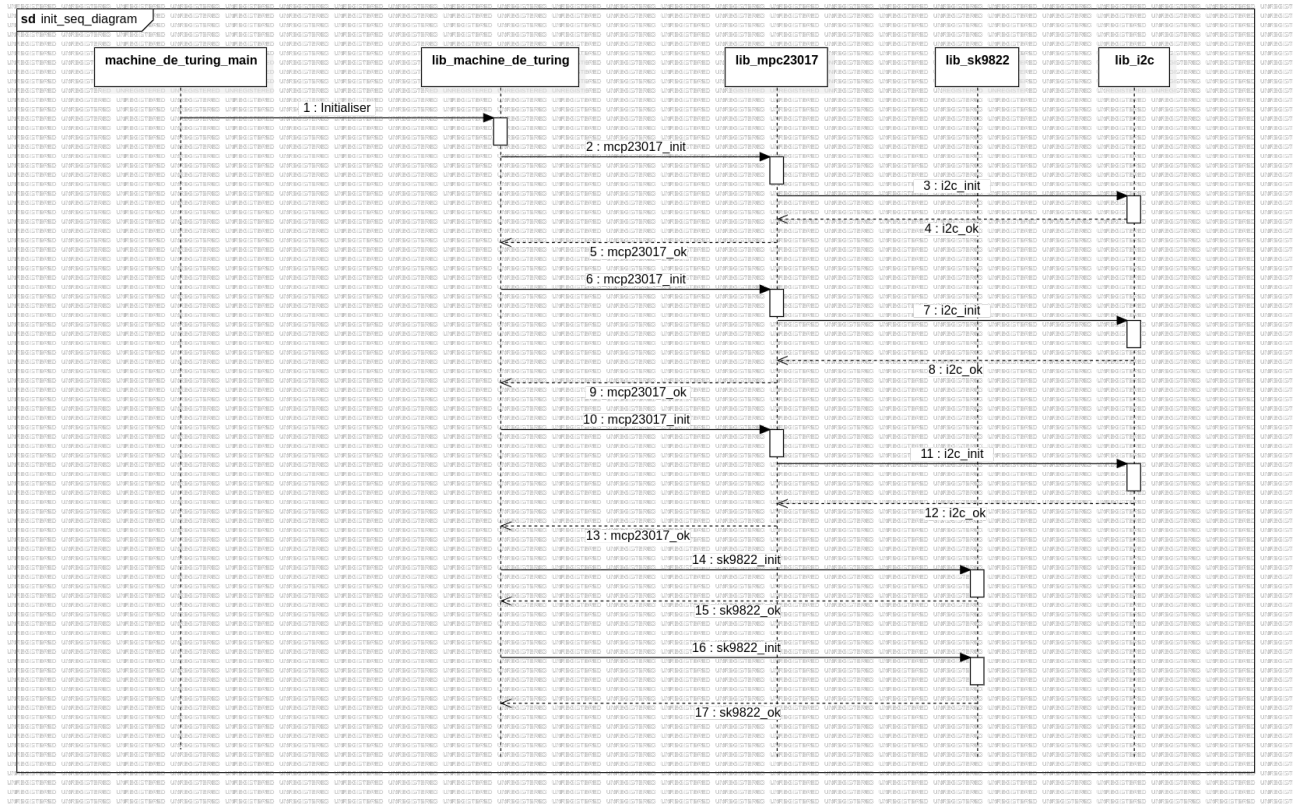 sd init_seq_diagram
machine_de_turing_main
lib_machine_de_turing
lib_mpc23017
lib_sk9822
lib_i2c
1 : Initialiser
2 : mcp23017_init
3 : i2c_init
4 : i2c_ok
5 : mcp23017_ok
6 : mcp23017_init
7 : i2c_init
8 : i2c_ok
9 : mcp23017_ok
10 : mcp23017_init
11 : i2c_init
12 : i2c_ok
13 : mcp23017_ok
14 : sk9822_init
15 : sk9822_ok
16 : sk9822_init
17 : sk9822_ok